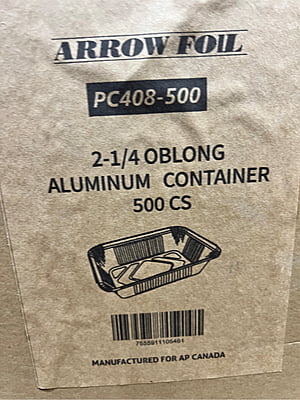 ARROW FOIL
PC408-500
2-1/4 OBLONG
ALUMINUM CONTAINER
500 CS
MANUFACTURED FOR AP CANADA